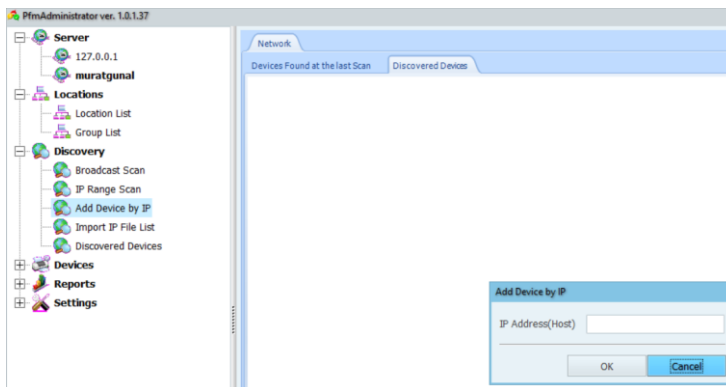 PfmAdministrator ver. 1.0.1.37
Server
127.0.0.1
muratgunal
Locations
Location List
Group List
Discovery
Broadcast Scan
IP Range Scan
Add Device by IP
Import IP File List
Discovered Devices
Devices
Reports
Settings
Network
Devices Found at the last Scan Discovered Devices
Add Device by IP
IP Address(Host)
OK Cancel